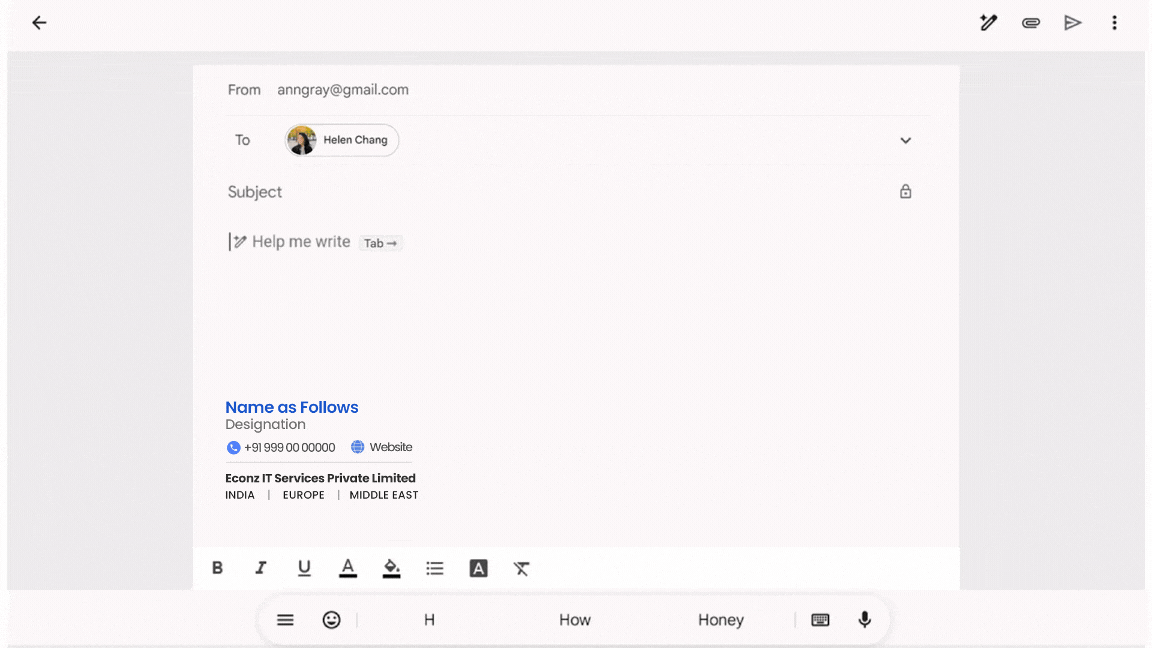 From anngray@gmail.com
To Helen Chang
Subject
Help me write Tab →
Name as Follows
Designation
+91 999 00 00000 Website
Econz IT Services Private Limited
INDIA | EUROPE | MIDDLE EAST
B I U A A
H How Honey